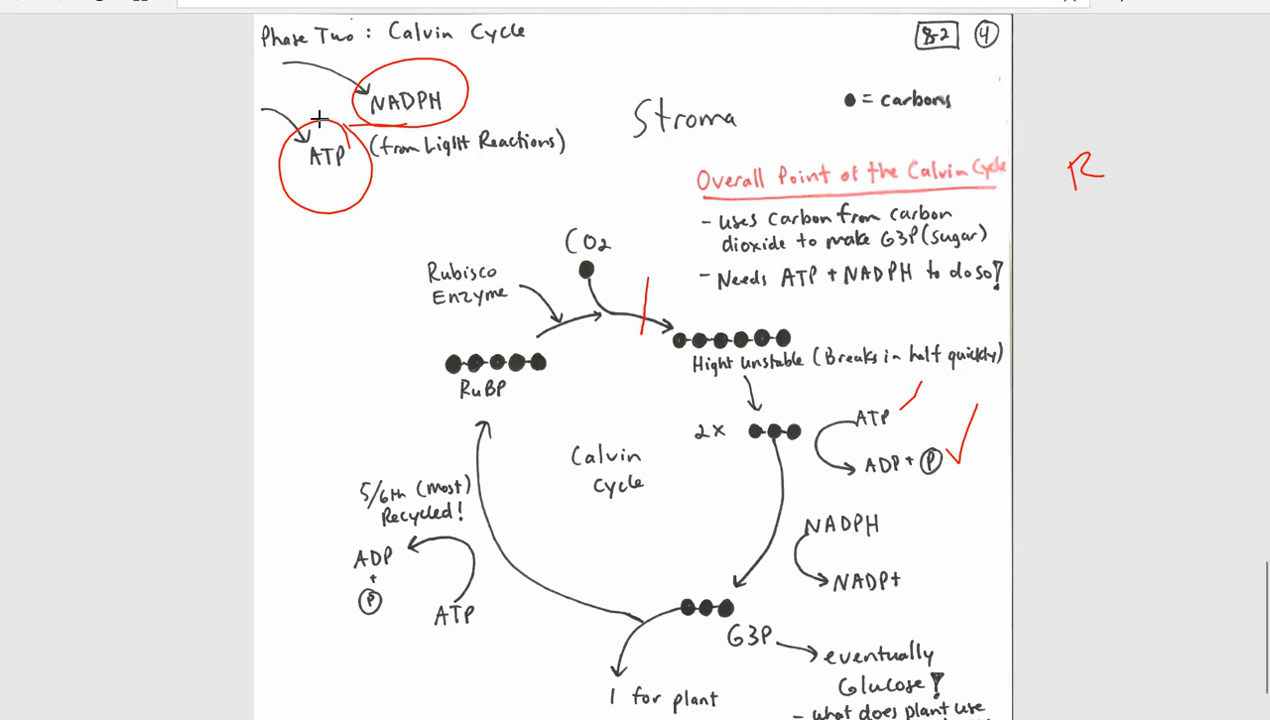 Phase Two : Calvin Cycle
8-2
4
NADPH
ATP
(from Light Reactions)
Stroma
= carbons
Overall Point of the Calvin Cycle
R
- uses carbon from carbon
dioxide to make G3P (sugar)
- Needs ATP + NADPH to do so!
CO2
Rubisco
Enzyme
Hight unstable (Breaks in half quickly)
RuBP
2x
ATP
ADP + P
Calvin
Cycle
5/6th (most)
Recycled!
NADPH
NADP+
ADP
+
P
ATP
G3P
eventually
Glucose!
1 for plant
- what does plant use